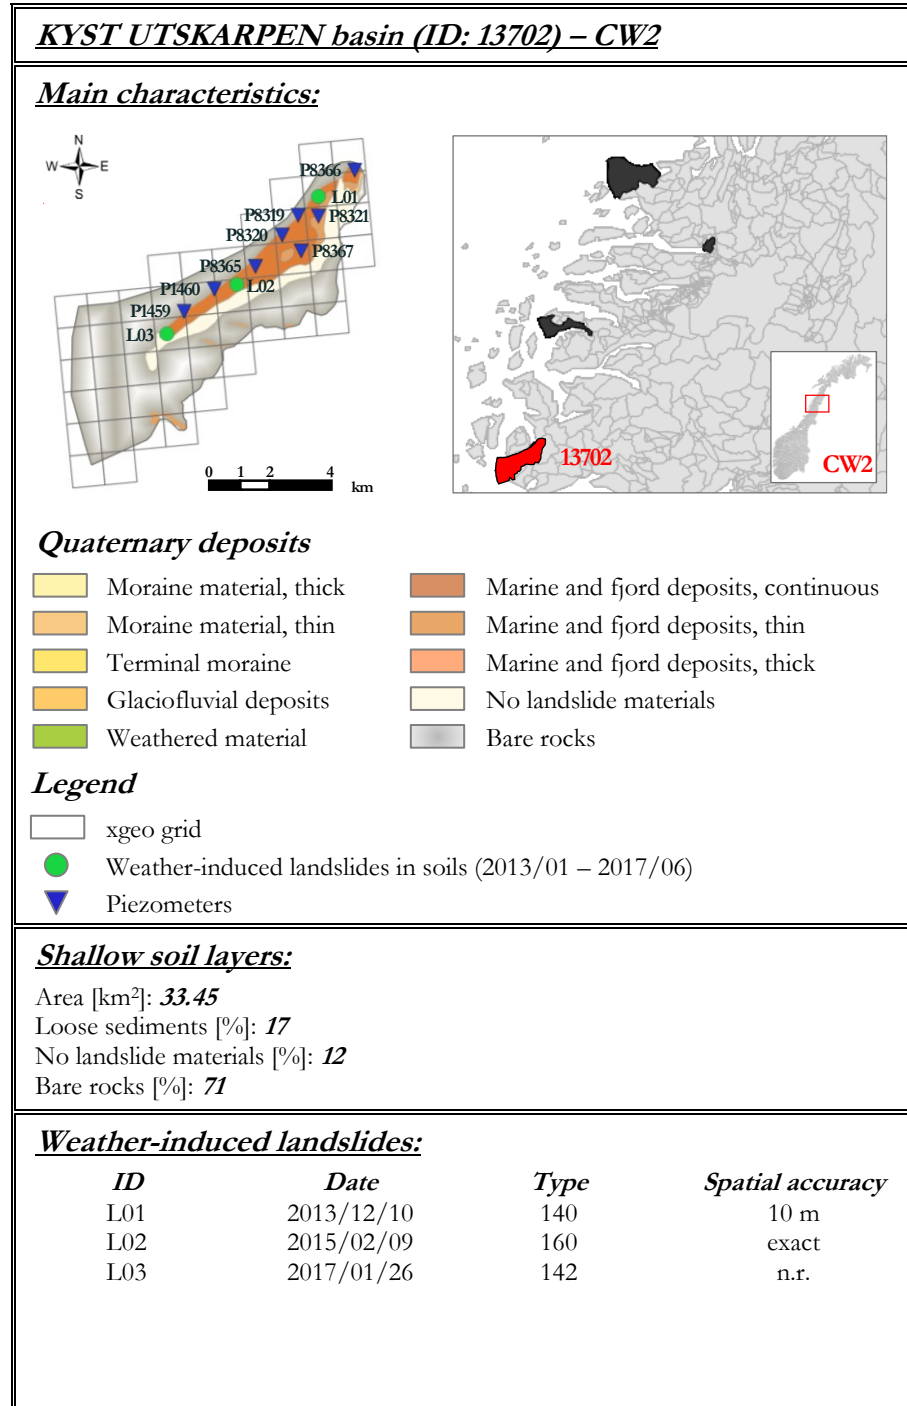 KYST UTSKARPEN basin (ID: 13702) – CW2
Main characteristics:
N
W E
S
P8366
L01
P8319
P8321
P8320
P8367
P8365
L02
P1460
P1459
L03
0 1 2 4
km
13702
CW2
Quaternary deposits
Moraine material, thick
Marine and fjord deposits, continuous
Moraine material, thin
Marine and fjord deposits, thin
Terminal moraine
Marine and fjord deposits, thick
Glaciofluvial deposits
No landslide materials
Weathered material
Bare rocks
Legend
xgeo grid
Weather-induced landslides in soils (2013/01 – 2017/06)
Piezometers
Shallow soil layers:
Area [km²]: 33.45
Loose sediments [%]: 17
No landslide materials [%]: 12
Bare rocks [%]: 71
Weather-induced landslides:
ID Date Type Spatial accuracy
L01 2013/12/10 140 10 m
L02 2015/02/09 160 exact
L03 2017/01/26 142 n.r.